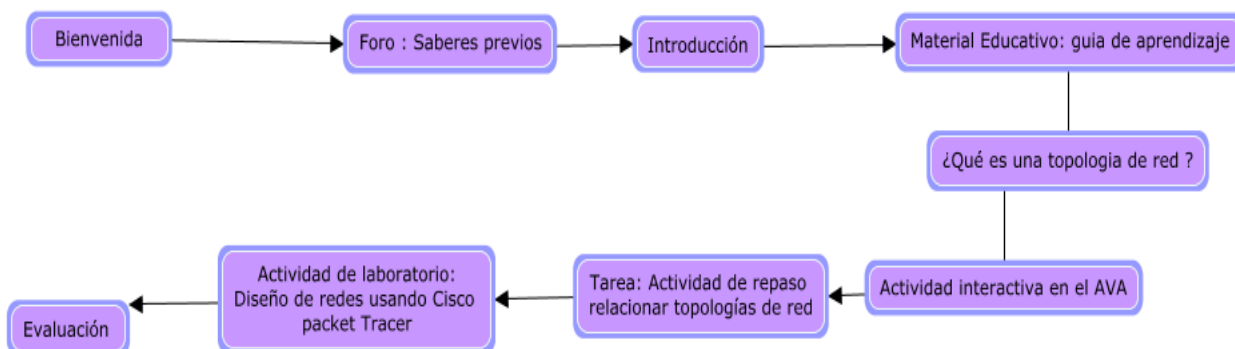 Bienvenida
Foro : Saberes previos
Introducción
Material Educativo: guia de aprendizaje
¿Qué es una topologia de red ?
Actividad interactiva en el AVA
Tarea: Actividad de repaso
relacionar topologías de red
Actividad de laboratorio:
Diseño de redes usando Cisco
packet Tracer
Evaluación